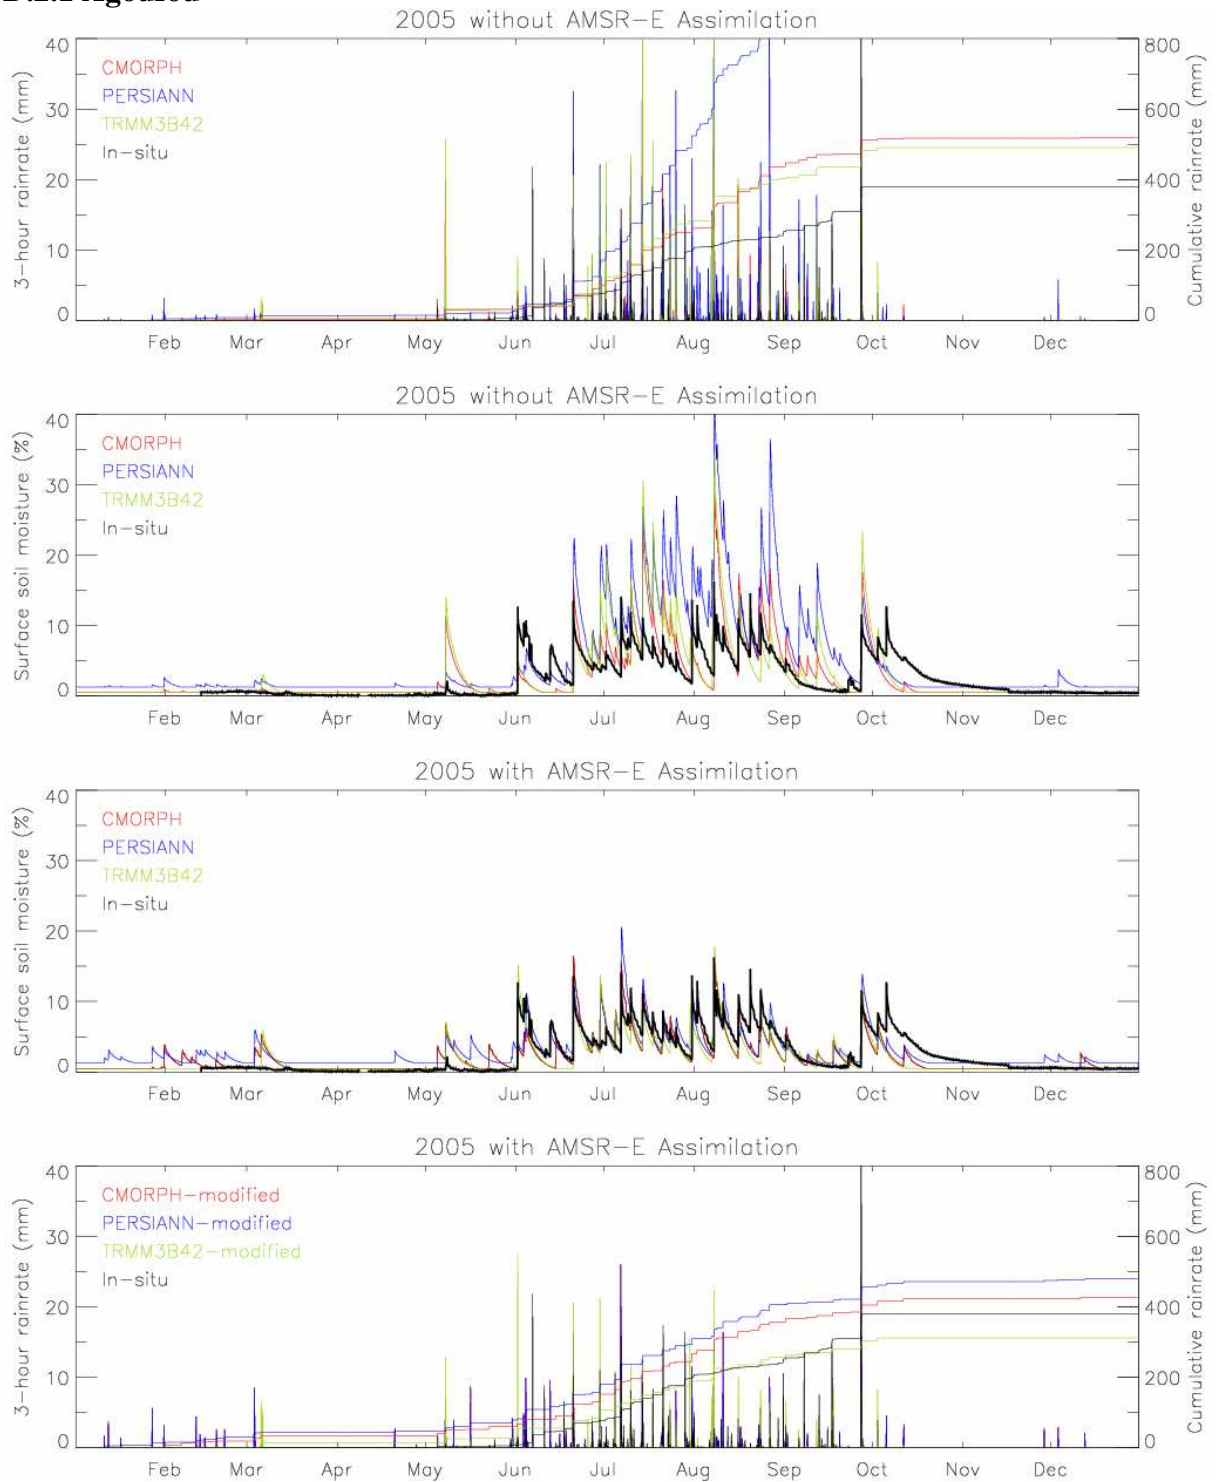 2005 without AMSR-E Assimilation
3-hour rainrate (mm)
40
30
20
10
0
CMORPH
PERSIANN
TRMM3B42
In-situ
800
600
400
200
0
Cumulative rainrate (mm)
Feb Mar Apr May Jun Jul Aug Sep Oct Nov Dec
2005 without AMSR-E Assimilation
Surface soil moisture (%)
40
30
20
10
0
CMORPH
PERSIANN
TRMM3B42
In-situ
Feb Mar Apr May Jun Jul Aug Sep Oct Nov Dec
2005 with AMSR-E Assimilation
Surface soil moisture (%)
40
30
20
10
0
CMORPH
PERSIANN
TRMM3B42
In-situ
Feb Mar Apr May Jun Jul Aug Sep Oct Nov Dec
2005 with AMSR-E Assimilation
3-hour rainrate (mm)
40
30
20
10
0
CMORPH-modified
PERSIANN-modified
TRMM3B42-modified
In-situ
800
600
400
200
0
Cumulative rainrate (mm)
Feb Mar Apr May Jun Jul Aug Sep Oct Nov Dec